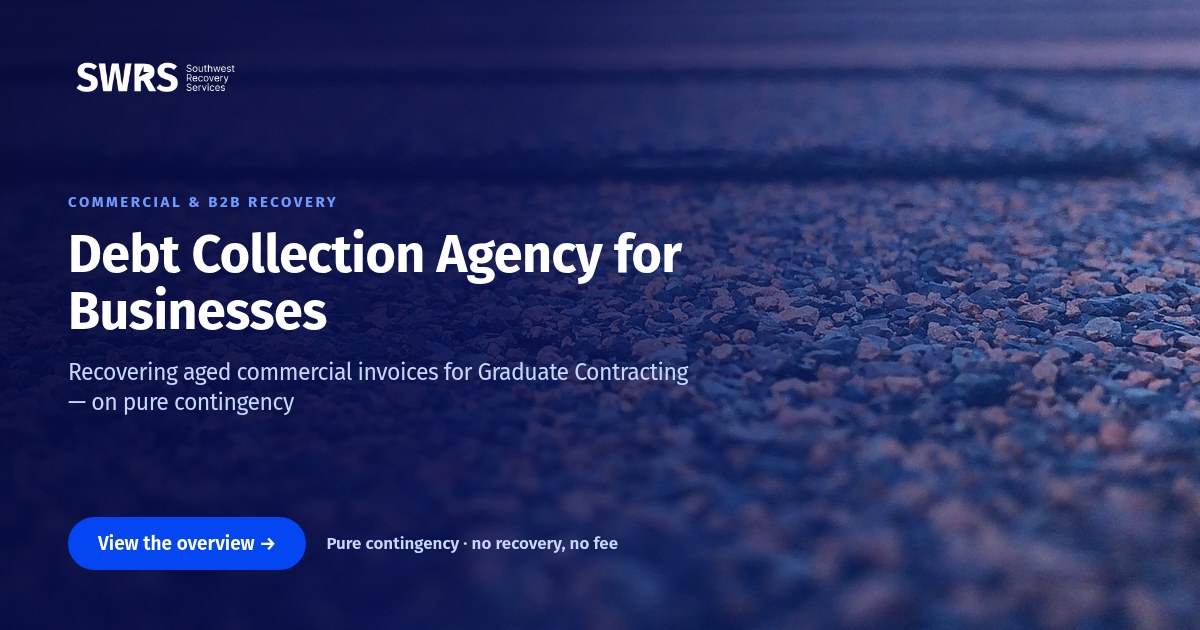 SWRS
Southwest
Recovery
Services
COMMERCIAL & B2B RECOVERY
Debt Collection Agency for
Businesses
Recovering aged commercial invoices for Graduate Contracting
— on pure contingency
View the overview →
Pure contingency · no recovery, no fee